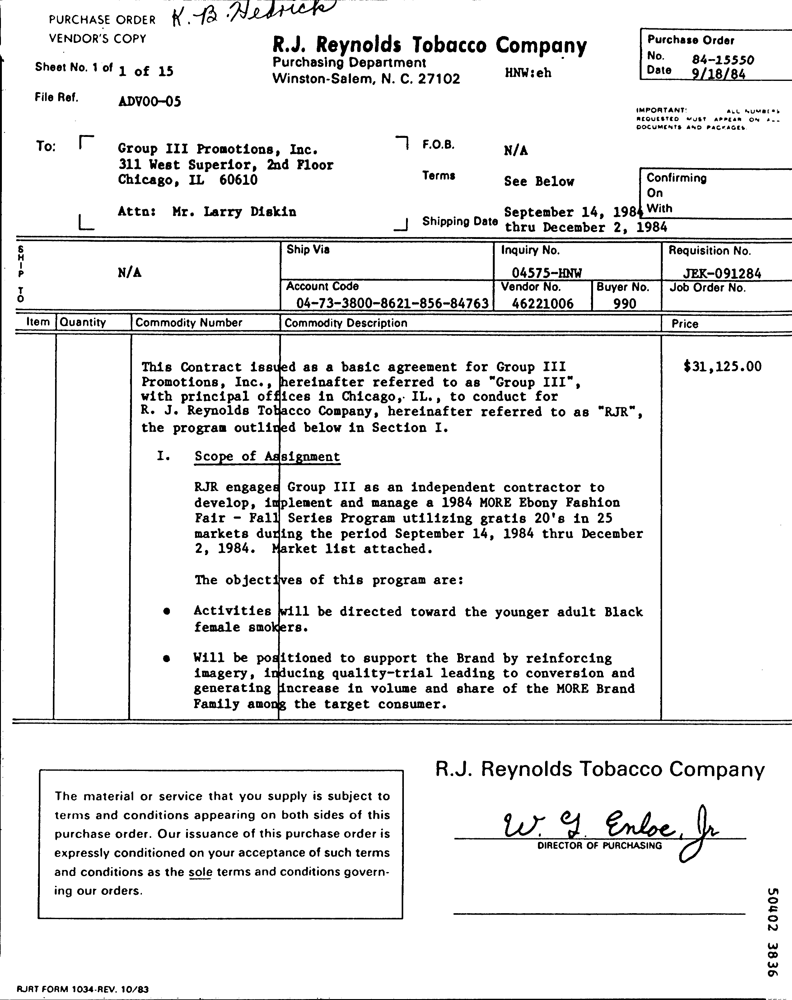 PURCHASE ORDER K. B. Hedrick
VENDOR'S COPY
R.J. Reynolds Tobacco Company
Purchasing Department
Winston-Salem, N. C. 27102
HNW:eh
Purchase Order
No. 84-15550
Date 9/18/84
Sheet No. 1 of 1 of 15
File Ref. ADV00-05
IMPORTANT: ALL NUMBERS
REQUESTED MUST APPEAR ON ALL
DOCUMENTS AND PACKAGES
To: Group III Promotions, Inc.
311 West Superior, 2nd Floor
Chicago, IL 60610
Attn: Mr. Larry Diskin
F.O.B. N/A
Terms See Below
Shipping Date September 14, 1984
thru December 2, 1984
Confirming
On
With
SHIP TO
N/A
Ship Via
Inquiry No.
04575-HNW
Requisition No.
JEK-091284
Account Code
04-73-3800-8621-856-84763
Vendor No.
46221006
Buyer No.
990
Job Order No.
Item Quantity Commodity Number Commodity Description Price
This Contract issued as a basic agreement for Group III $31,125.00
Promotions, Inc., hereinafter referred to as "Group III",
with principal offices in Chicago, IL., to conduct for
R. J. Reynolds Tobacco Company, hereinafter referred to as "RJR",
the program outlined below in Section I.
I. Scope of Assignment
RJR engages Group III as an independent contractor to
develop, implement and manage a 1984 MORE Ebony Fashion
Fair - Fall Series Program utilizing gratis 20's in 25
markets during the period September 14, 1984 thru December
2, 1984. Market list attached.
The objectives of this program are:
● Activities will be directed toward the younger adult Black
female smokers.
● Will be positioned to support the Brand by reinforcing
imagery, inducing quality-trial leading to conversion and
generating increase in volume and share of the MORE Brand
Family among the target consumer.
The material or service that you supply is subject to
terms and conditions appearing on both sides of this
purchase order. Our issuance of this purchase order is
expressly conditioned on your acceptance of such terms
and conditions as the sole terms and conditions govern-
ing our orders.
R.J. Reynolds Tobacco Company
W. G. Enloe, Jr
DIRECTOR OF PURCHASING
50402 3836
RJRT FORM 1034-REV. 10/83